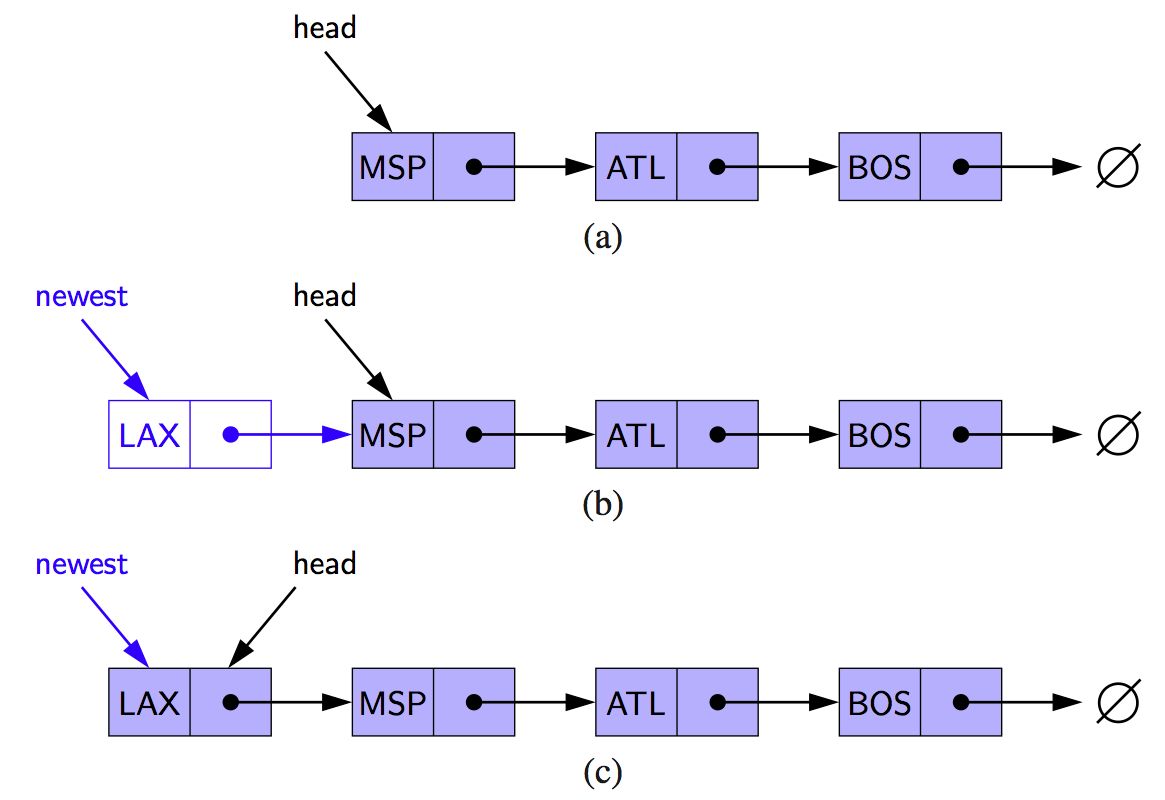 head
MSP ATL BOS ∅
(a)
newest head
LAX MSP ATL BOS ∅
(b)
newest head
LAX MSP ATL BOS ∅
(c)